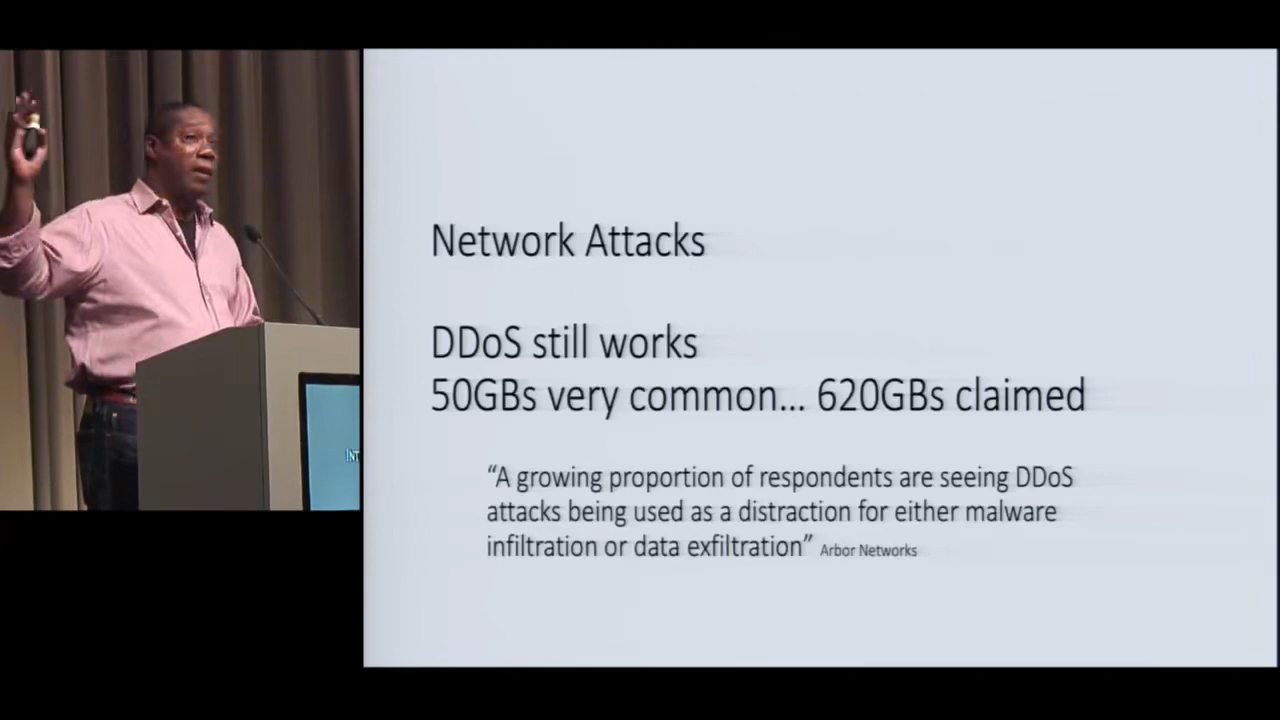 Network Attacks
DDoS still works
50GBs very common... 620GBs claimed
“A growing proportion of respondents are seeing DDoS
attacks being used as a distraction for either malware
infiltration or data exfiltration” Arbor Networks